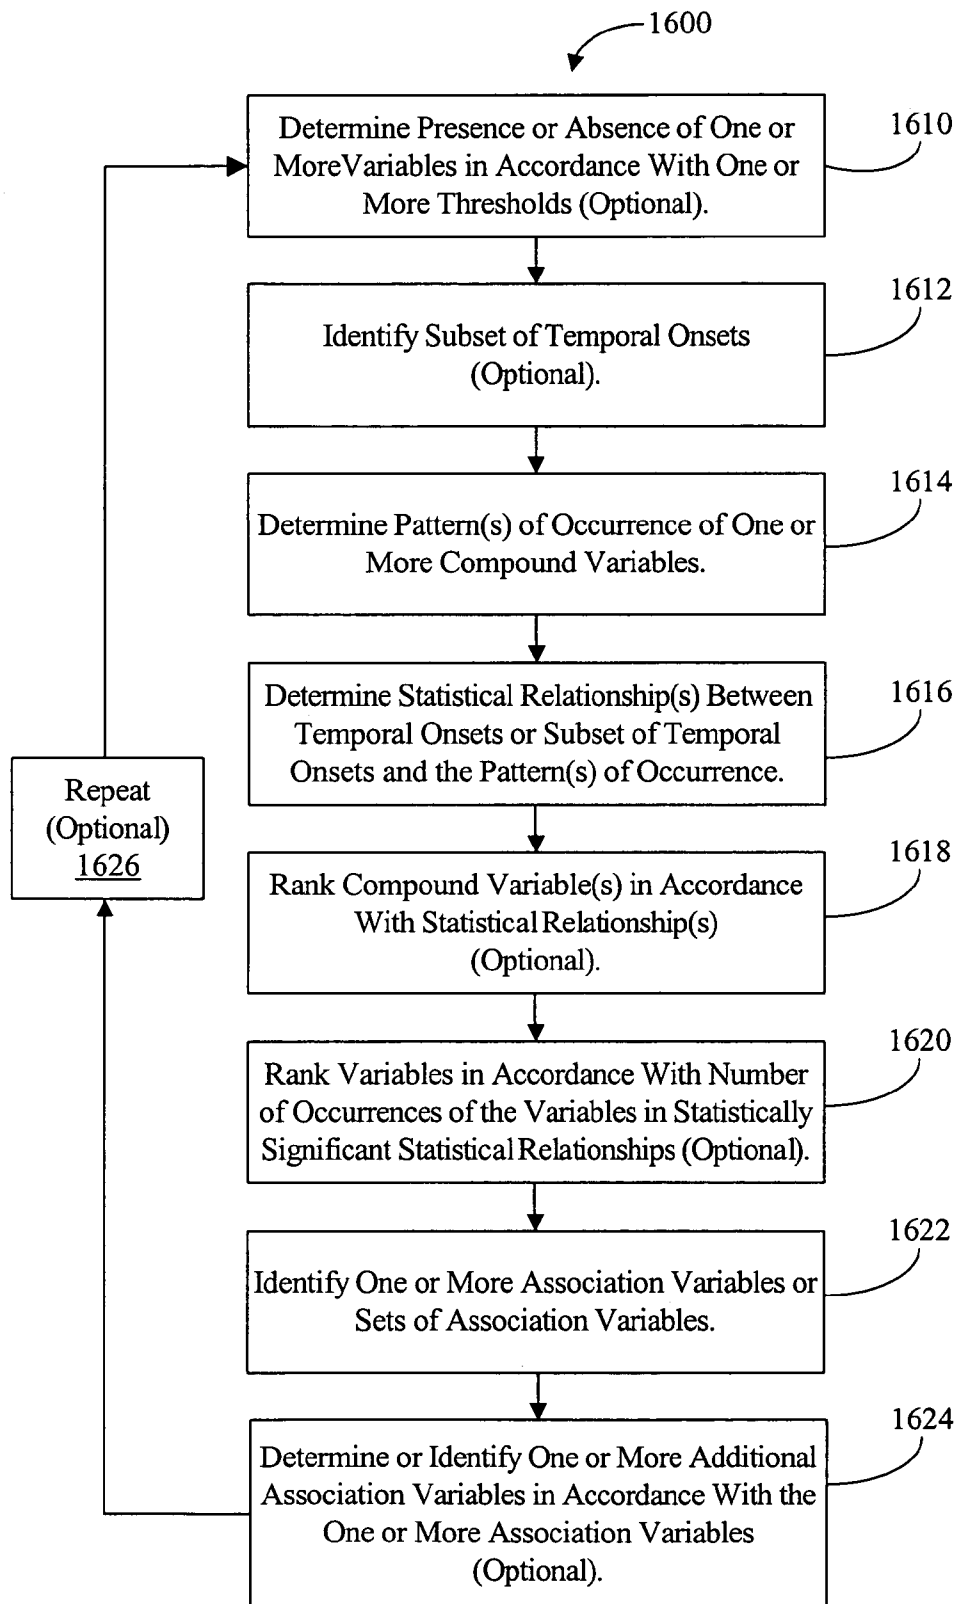 1600
Determine Presence or Absence of One or
MoreVariables in Accordance With One or
More Thresholds (Optional).
1610
Identify Subset of Temporal Onsets
(Optional).
1612
Determine Pattern(s) of Occurrence of One or
More Compound Variables.
1614
Determine Statistical Relationship(s) Between
Temporal Onsets or Subset of Temporal
Onsets and the Pattern(s) of Occurrence.
1616
Rank Compound Variable(s) in Accordance
With Statistical Relationship(s)
(Optional).
1618
Rank Variables in Accordance With Number
of Occurrences of the Variables in Statistically
Significant Statistical Relationships (Optional).
1620
Identify One or More Association Variables or
Sets of Association Variables.
1622
Determine or Identify One or More Additional
Association Variables in Accordance With the
One or More Association Variables
(Optional).
1624
Repeat
(Optional)
1626